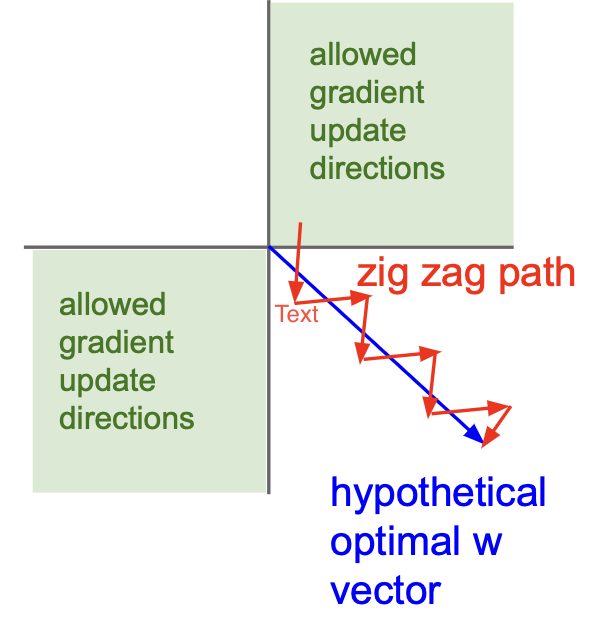 allowed
gradient
update
directions
zig zag path
allowed
gradient
update
directions
Text
hypothetical
optimal w
vector